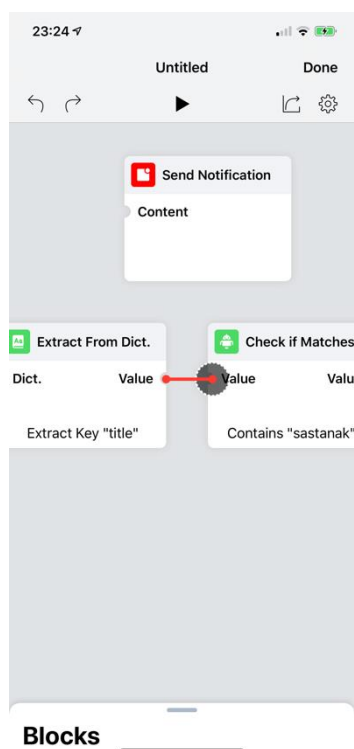 23:24
Untitled Done
Send Notification
Content
Extract From Dict. Check if Matches
Dict. Value Value Valu
Extract Key "title" Contains "sastanak"
Blocks